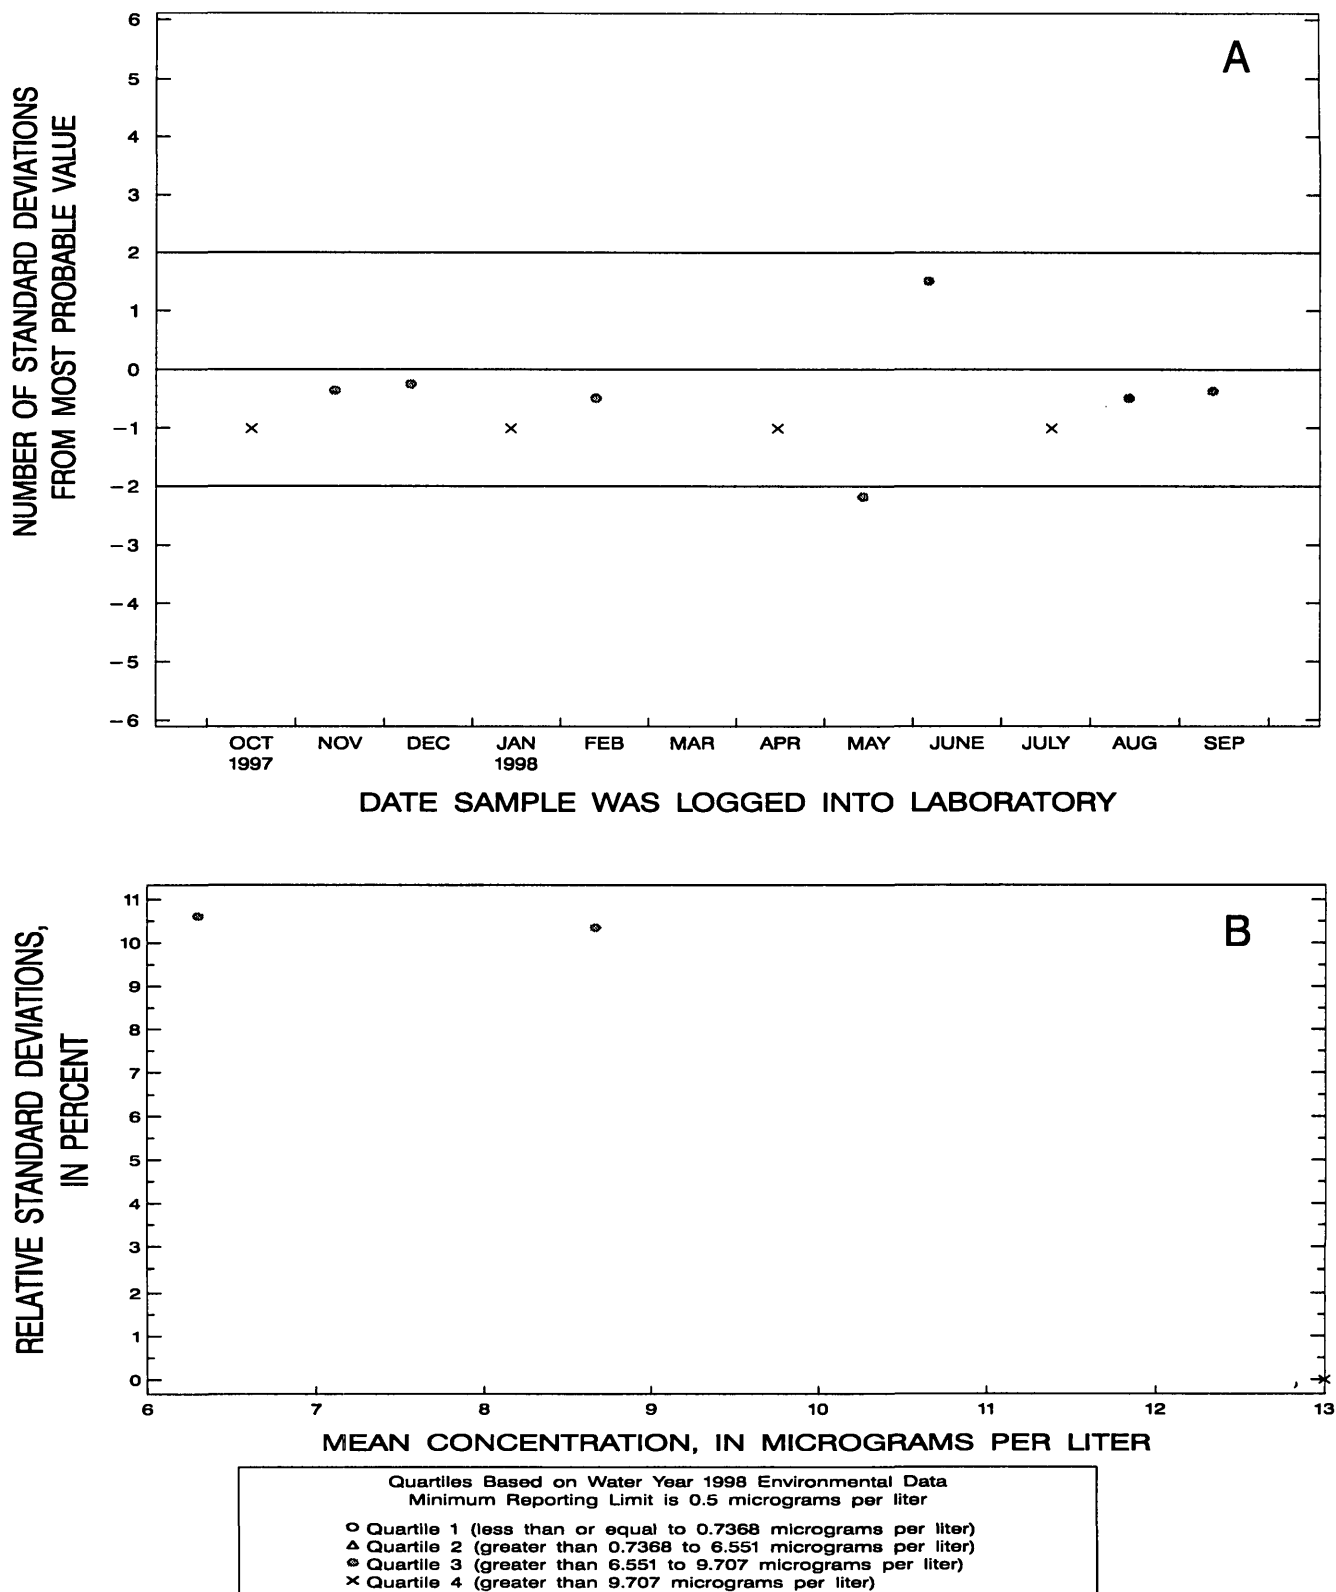 A
NUMBER OF STANDARD DEVIATIONS
FROM MOST PROBABLE VALUE
6
5
4
3
2
1
0
−1
−2
−3
−4
−5
−6
OCT NOV DEC JAN FEB MAR APR MAY JUNE JULY AUG SEP
1997 1998
DATE SAMPLE WAS LOGGED INTO LABORATORY
B
RELATIVE STANDARD DEVIATIONS,
IN PERCENT
11
10
9
8
7
6
5
4
3
2
1
0
6 7 8 9 10 11 12 13
MEAN CONCENTRATION, IN MICROGRAMS PER LITER
Quartiles Based on Water Year 1998 Environmental Data
Minimum Reporting Limit is 0.5 micrograms per liter
Quartile 1 (less than or equal to 0.7368 micrograms per liter)
Quartile 2 (greater than 0.7368 to 6.551 micrograms per liter)
Quartile 3 (greater than 6.551 to 9.707 micrograms per liter)
Quartile 4 (greater than 9.707 micrograms per liter)